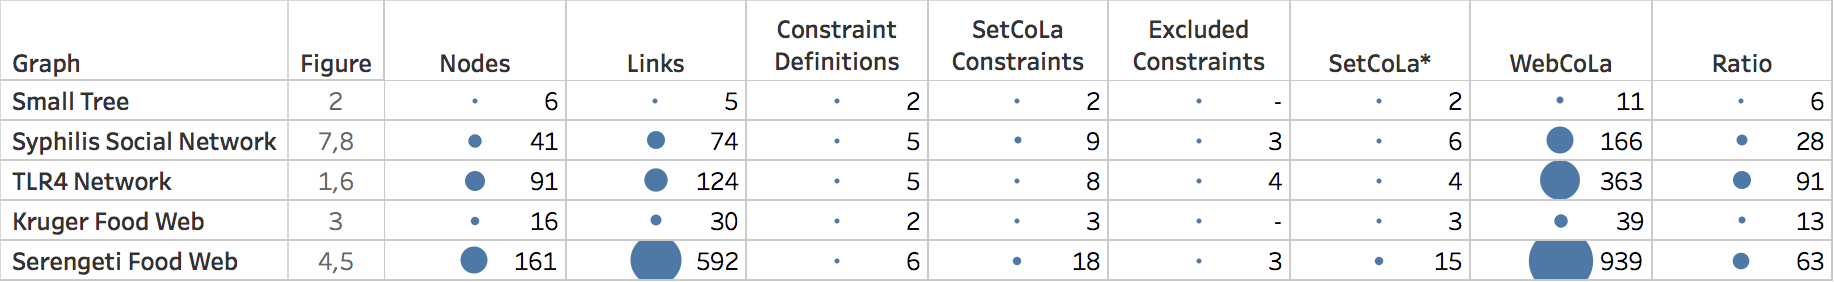 Graph Figure Nodes Links Constraint Definitions SetCoLa Constraints Excluded Constraints SetCoLa* WebCoLa Ratio
Small Tree 2 6 5 2 2 - 2 11 6
Syphilis Social Network 7,8 41 74 5 9 3 6 166 28
TLR4 Network 1,6 91 124 5 8 4 4 363 91
Kruger Food Web 3 16 30 2 3 - 3 39 13
Serengeti Food Web 4,5 161 592 6 18 3 15 939 63